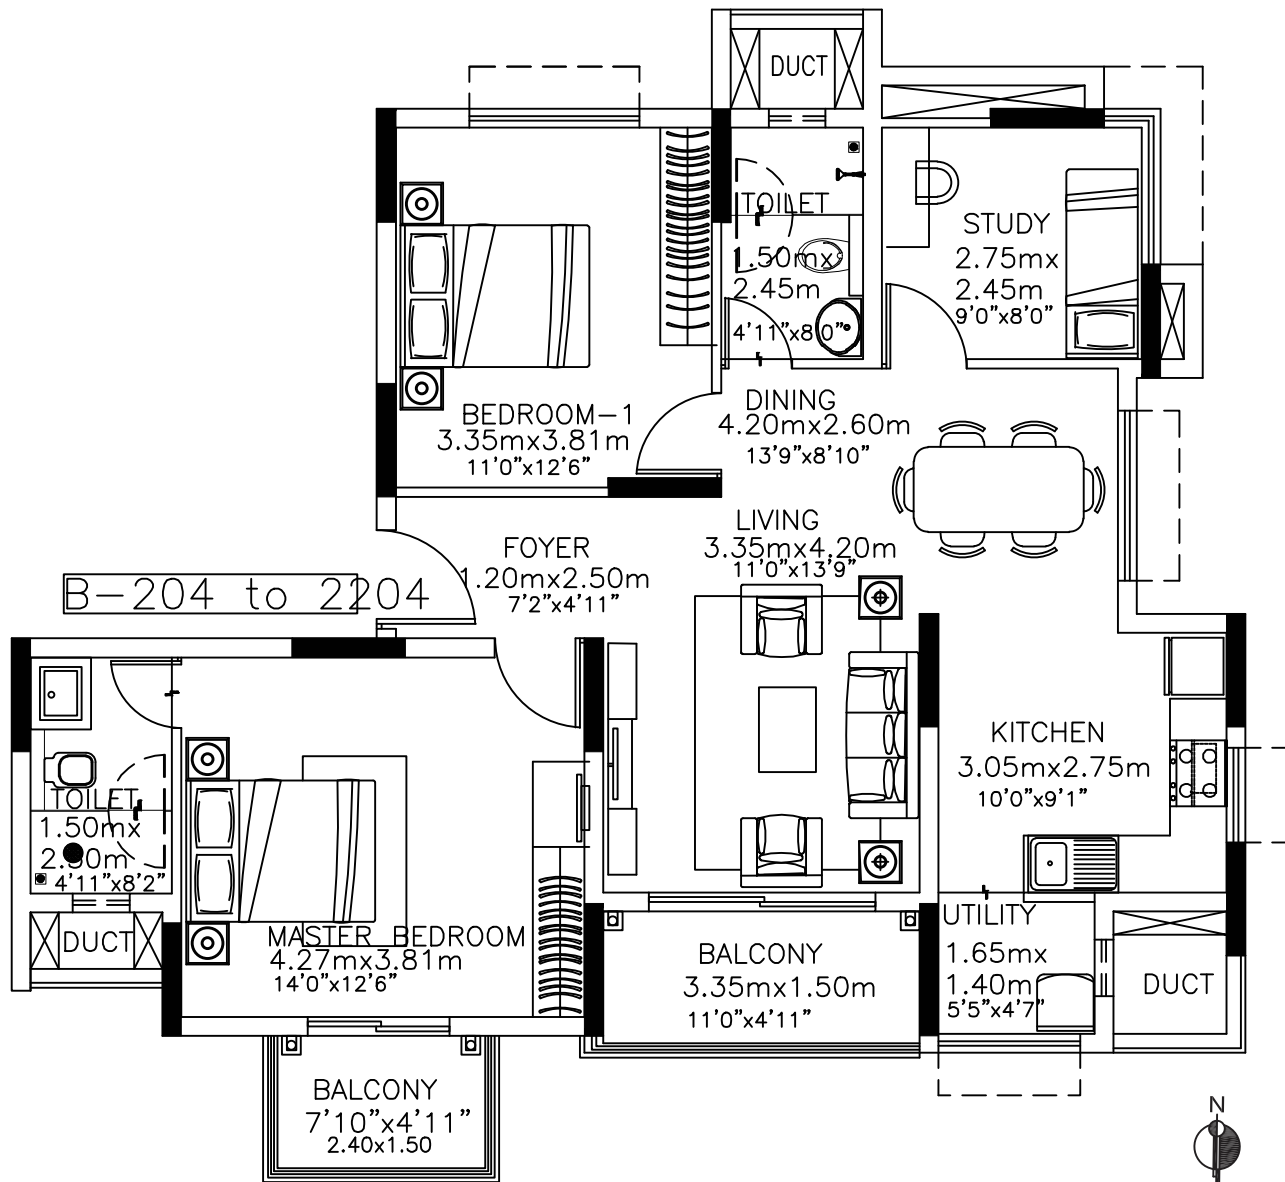 DUCT
TOILET
1.50mx
2.45m
4'11"x8'0"
STUDY
2.75mx
2.45m
9'0"x8'0"
BEDROOM-1
3.35mx3.81m
11'0"x12'6"
DINING
4.20mx2.60m
13'9"x8'10"
LIVING
3.35mx4.20m
11'0"x13'9"
FOYER
1.20mx2.50m
7'2"x4'11"
B-204 to 2204
KITCHEN
3.05mx2.75m
10'0"x9'1"
TOILET
1.50mx
4'11"x8'2"
DUCT
MASTER BEDROOM
4.27mx3.81m
14'0"x12'6"
BALCONY
3.35mx1.50m
11'0"x4'11"
UTILITY
1.65mx
1.40m
5'5"x4'7"
DUCT
BALCONY
7'10"x4'11"
2.40x1.50
N